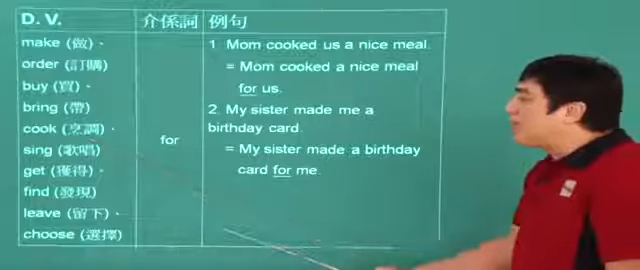 D. V. 介係詞 例句
make (做)、
order (訂購)
buy (買)、
bring (帶)
cook (烹調)、
sing (歌唱)
get (獲得)、
find (發現)
leave (留下)、
choose (選擇)
for
1. Mom cooked us a nice meal.
= Mom cooked a nice meal
for us.
2. My sister made me a
birthday card.
= My sister made a birthday
card for me.